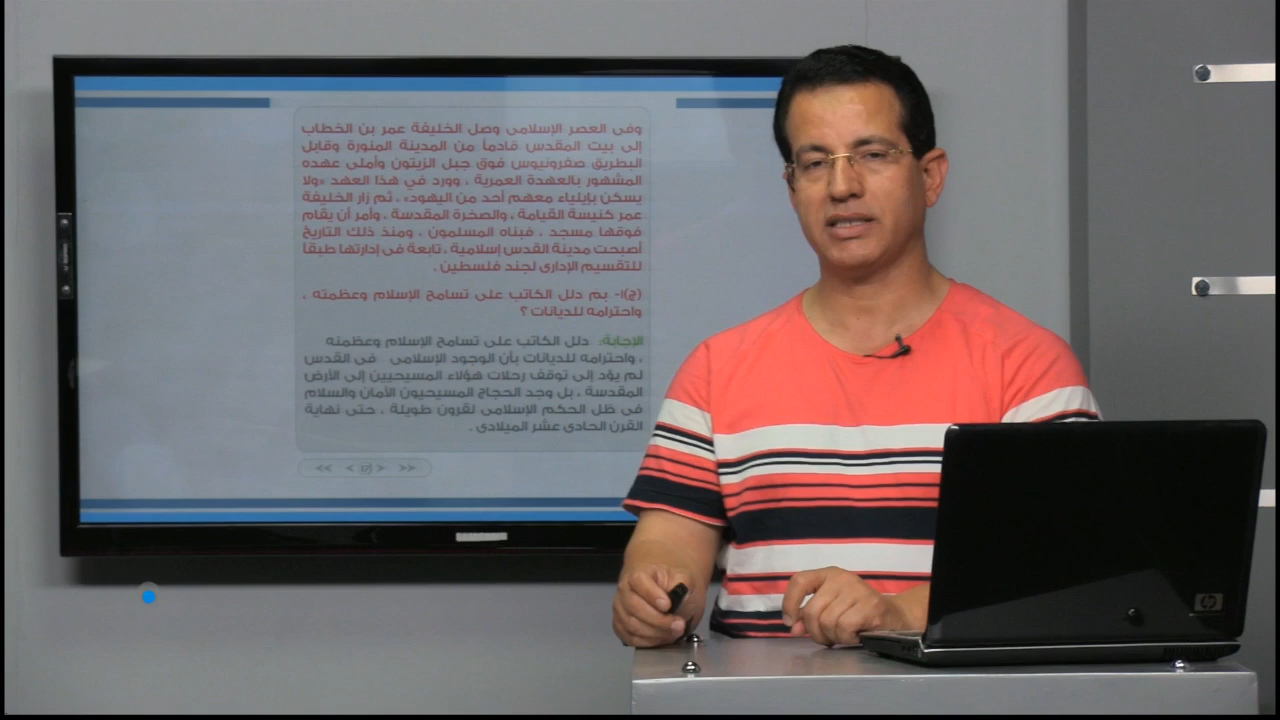 وفى العصر الإسلامى وصل الخليفة عمر بن الخطاب
إلى بيت المقدس قادماً من المدينة المنورة وقابل
البطريق صفرونيوس فوق جبل الزيتون وأملى عهده
المشهور بالعهدة العمرية ، وورد في هذا العهد «ولا
يسكن بإيلياء معهم أحد من اليهود» ، ثم زار الخليفة
عمر كنيسة القيامة ، والصخرة المقدسة ، وأمر أن يقام
فوقها مسجد ، فبناه المسلمون ، ومنذ ذلك التاريخ
أصبحت مدينة القدس إسلامية ، تابعة فى إدارتها طبقاً
للتقسيم الإدارى لجند فلسطين .
(ج)١- بم دلل الكاتب على تسامح الإسلام وعظمته ،
واحترامه للديانات ؟
الإجابة: دلل الكاتب على تسامح الإسلام وعظمته
، واحترامه للديانات بأن الوجود الإسلامى فى القدس
لم يؤد إلى توقف رحلات هؤلاء المسيحيين إلى الأرض
المقدسة ، بل وجد الحجاج المسيحيون الأمان والسلام
فى ظل الحكم الإسلامى لقرون طويلة ، حتى نهاية
القرن الحادى عشر الميلادى .
hp